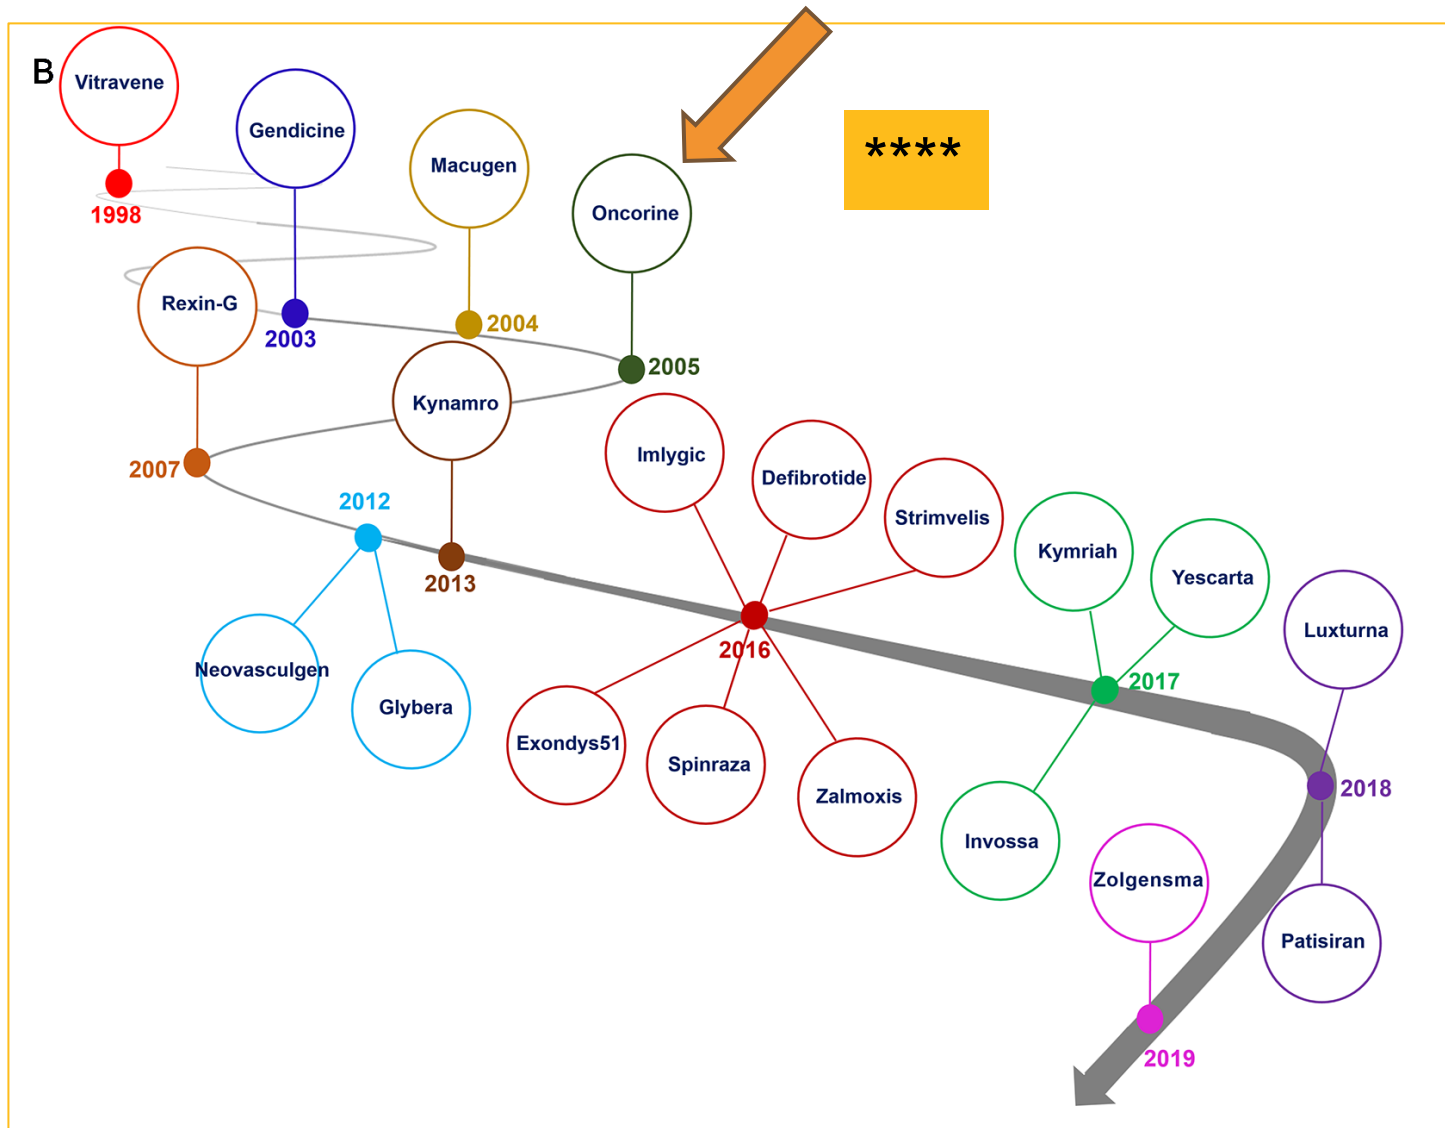 B
Vitravene
Gendicine
Macugen
Oncorine
****
1998
Rexin-G
2003
2004
2005
Kynamro
2007
Imlygic
Defibrotide
Strimvelis
2012
2013
Kymriah
Yescarta
Luxturna
2016
2017
Neovasculgen
Glybera
Exondys51
Spinraza
Zalmoxis
2018
Invossa
Zolgensma
Patisiran
2019